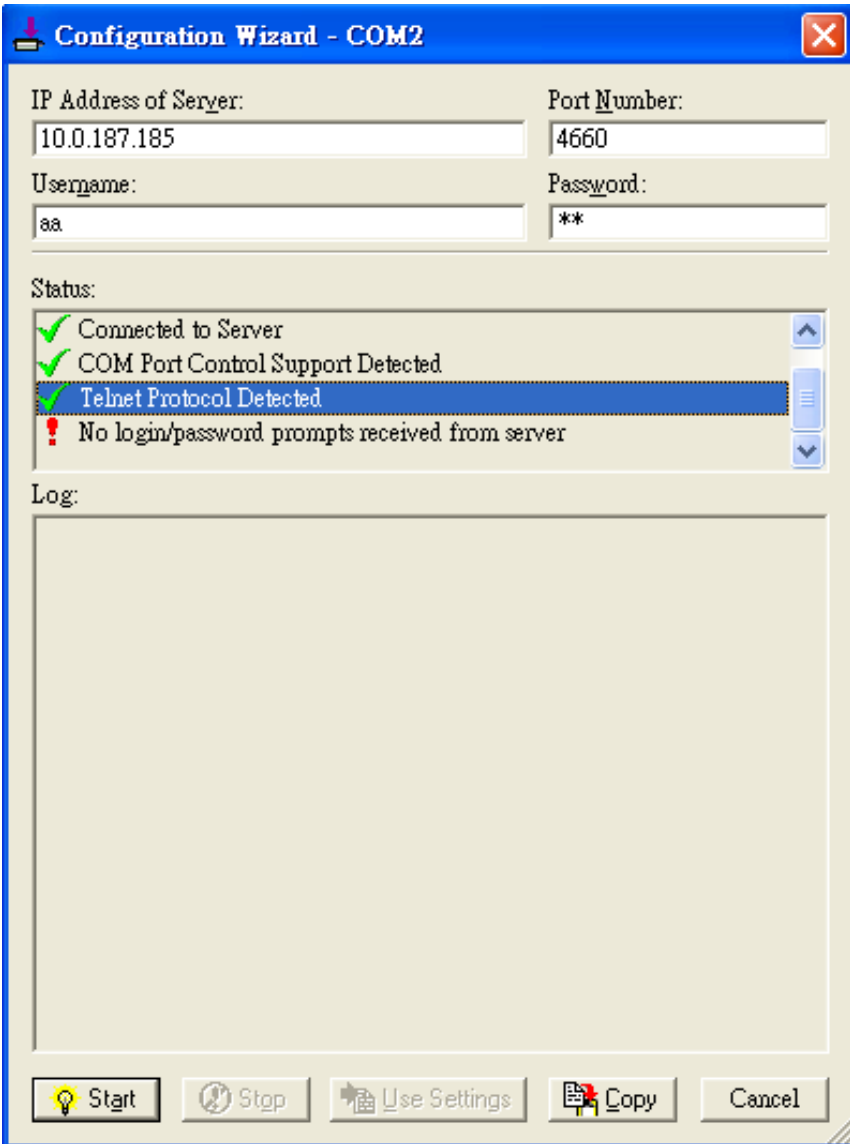 Configuration Wizard - COM2
IP Address of Server: Port Number:
10.0.187.185 4660
Username: Password:
aa **
Status:
Connected to Server
COM Port Control Support Detected
Telnet Protocol Detected
No login/password prompts received from server
Log:
Start Stop Use Settings Copy Cancel